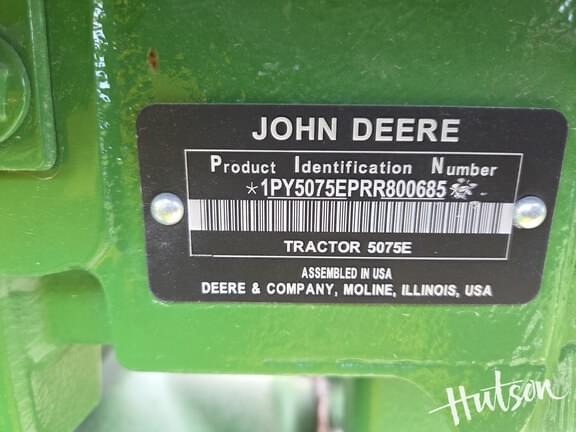 JOHN DEERE
Product Identification Number
*1PY5075EPRR800685*
TRACTOR 5075E
ASSEMBLED IN USA
DEERE & COMPANY, MOLINE, ILLINOIS, USA
Hutson